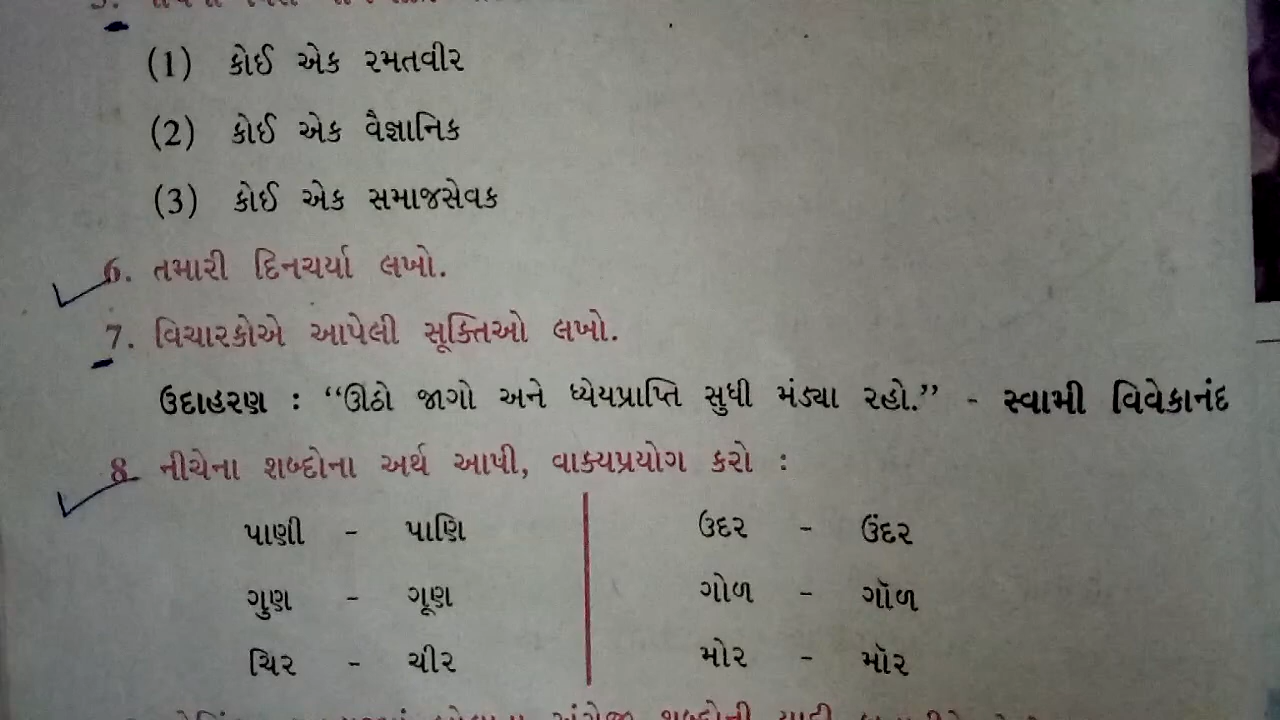 (1) કોઈ એક રમતવીર
(2) કોઈ એક વૈજ્ઞાનિક
(3) કોઈ એક સમાજસેવક
6. તમારી દિનચર્યા લખો.
7. વિચારકોએ આપેલી સૂક્તિઓ લખો.
ઉદાહરણ : “ઊઠો જાગો અને ધ્યેયપ્રાપ્તિ સુધી મંડ્યા રહો.” - સ્વામી વિવેકાનંદ
8. નીચેના શબ્દોના અર્થ આપી, વાક્યપ્રયોગ કરો :
પાણી - પાણિ ઉદર - ઉંદર
ગુણ - ગૂણ ગોળ - ગૉળ
ચિર - ચીર મોર - મૉર
અંગ્રેજી શબ્દોની યાદી